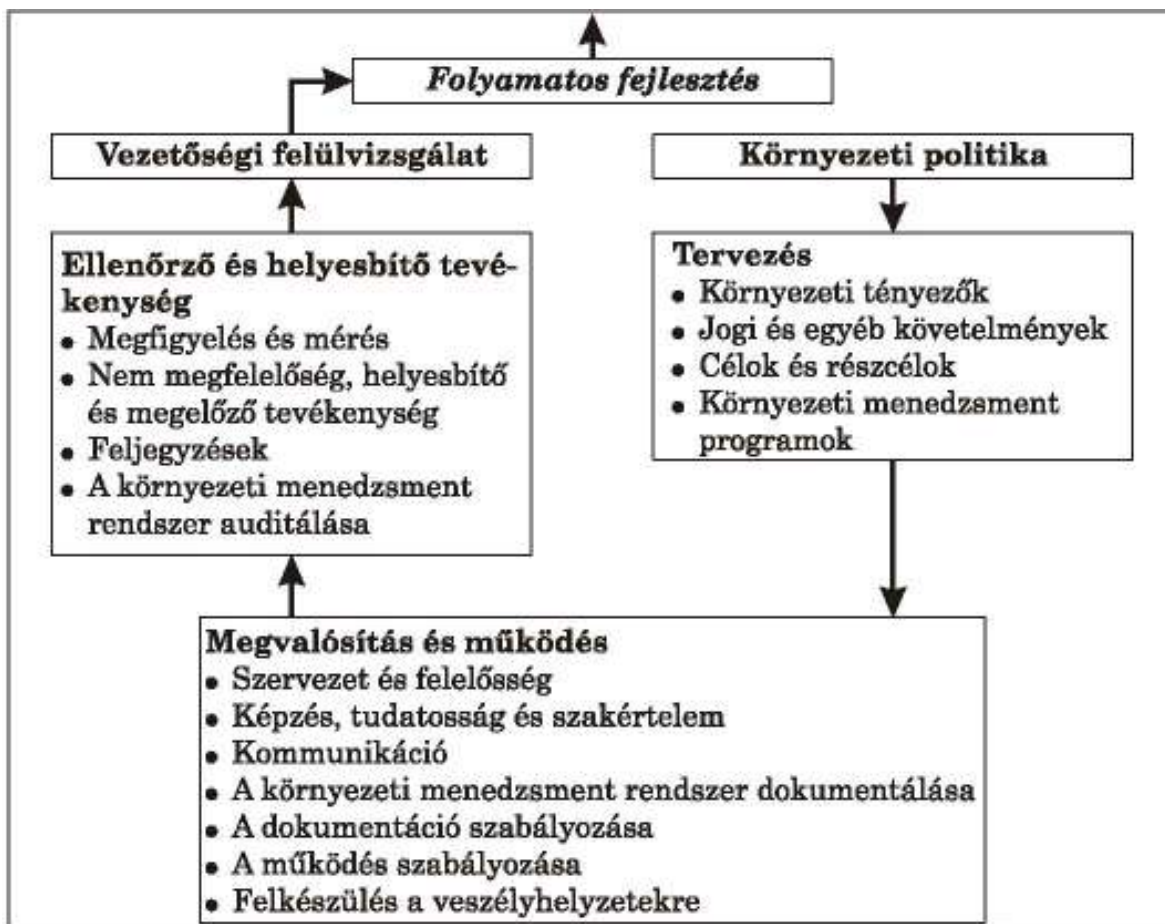 Folyamatos fejlesztés
Vezetőségi felülvizsgálat
Környezeti politika
Ellenőrző és helyesbítő tevé-
kenység
• Megfigyelés és mérés
• Nem megfelelőség, helyesbítő
és megelőző tevékenység
• Feljegyzések
• A környezeti menedzsment
rendszer auditálása
Tervezés
• Környezeti tényezők
• Jogi és egyéb követelmények
• Célok és részcélok
• Környezeti menedzsment
programok
Megvalósítás és működés
• Szervezet és felelősség
• Képzés, tudatosság és szakértelem
• Kommunikáció
• A környezeti menedzsment rendszer dokumentálása
• A dokumentáció szabályozása
• A működés szabályozása
• Felkészülés a veszélyhelyzetekre